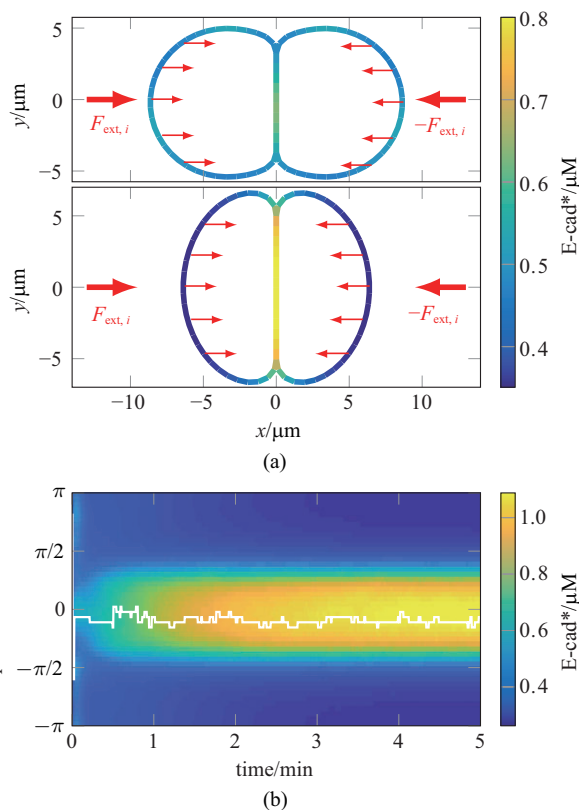 5
0
−5
y/μm
F_ext, i
−F_ext, i
5
0
−5
y/μm
F_ext, i
−F_ext, i
−10
−5
0
5
10
x/μm
0.8
0.7
0.6
0.5
0.4
E-cad*/μM
(a)
π
π/2
0
−π/2
−π
0
1
2
3
4
5
time/min
1.0
0.8
0.6
0.4
E-cad*/μM
(b)